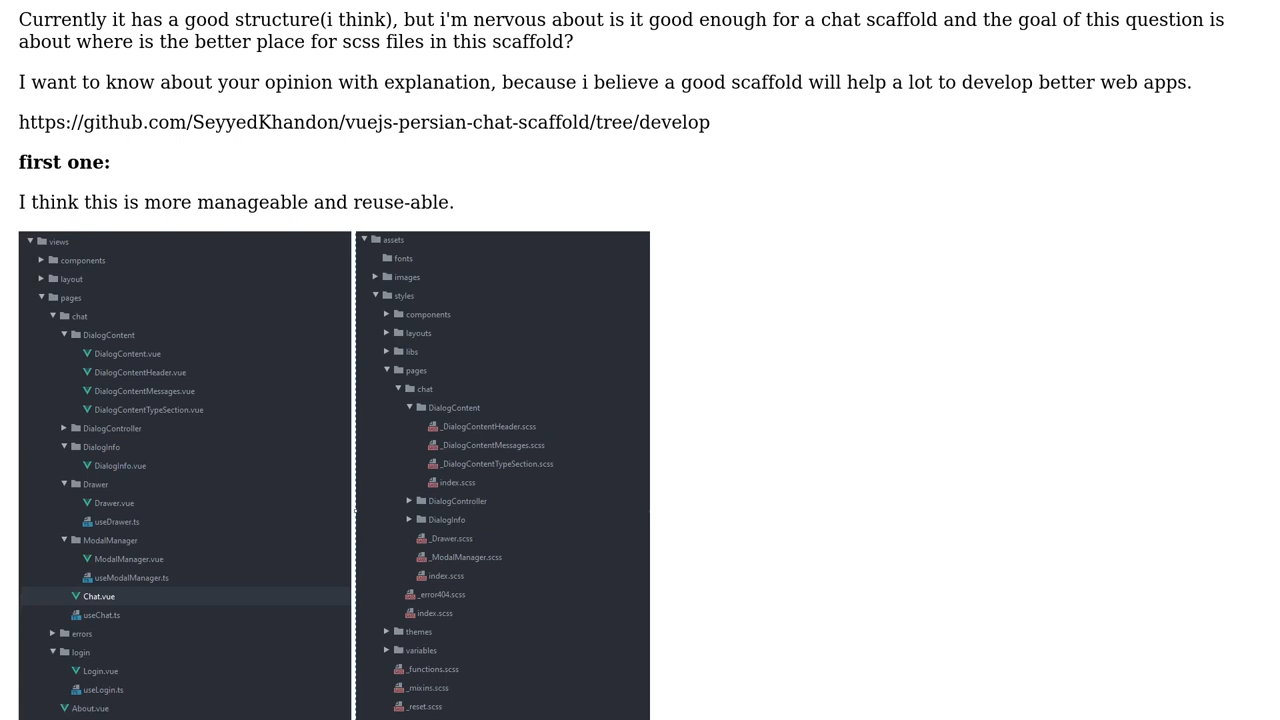 Currently it has a good structure(i think), but i'm nervous about is it good enough for a chat scaffold and the goal of this question is
about where is the better place for scss files in this scaffold?
I want to know about your opinion with explanation, because i believe a good scaffold will help a lot to develop better web apps.
https://github.com/SeyyedKhandon/vuejs-persian-chat-scaffold/tree/develop
first one:
I think this is more manageable and reuse-able.
views
components
layout
pages
chat
DialogContent
DialogContent.vue
DialogContentHeader.vue
DialogContentMessages.vue
DialogContentTypeSection.vue
DialogController
DialogInfo
DialogInfo.vue
Drawer
Drawer.vue
useDrawer.ts
ModalManager
ModalManager.vue
useModalManager.ts
Chat.vue
useChat.ts
errors
login
Login.vue
useLogin.ts
About.vue
assets
fonts
images
styles
components
layouts
libs
pages
chat
DialogContent
_DialogContentHeader.scss
_DialogContentMessages.scss
_DialogContentTypeSection.scss
index.scss
DialogController
DialogInfo
_Drawer.scss
_ModalManager.scss
index.scss
_error404.scss
index.scss
themes
variables
_functions.scss
_mixins.scss
_reset.scss